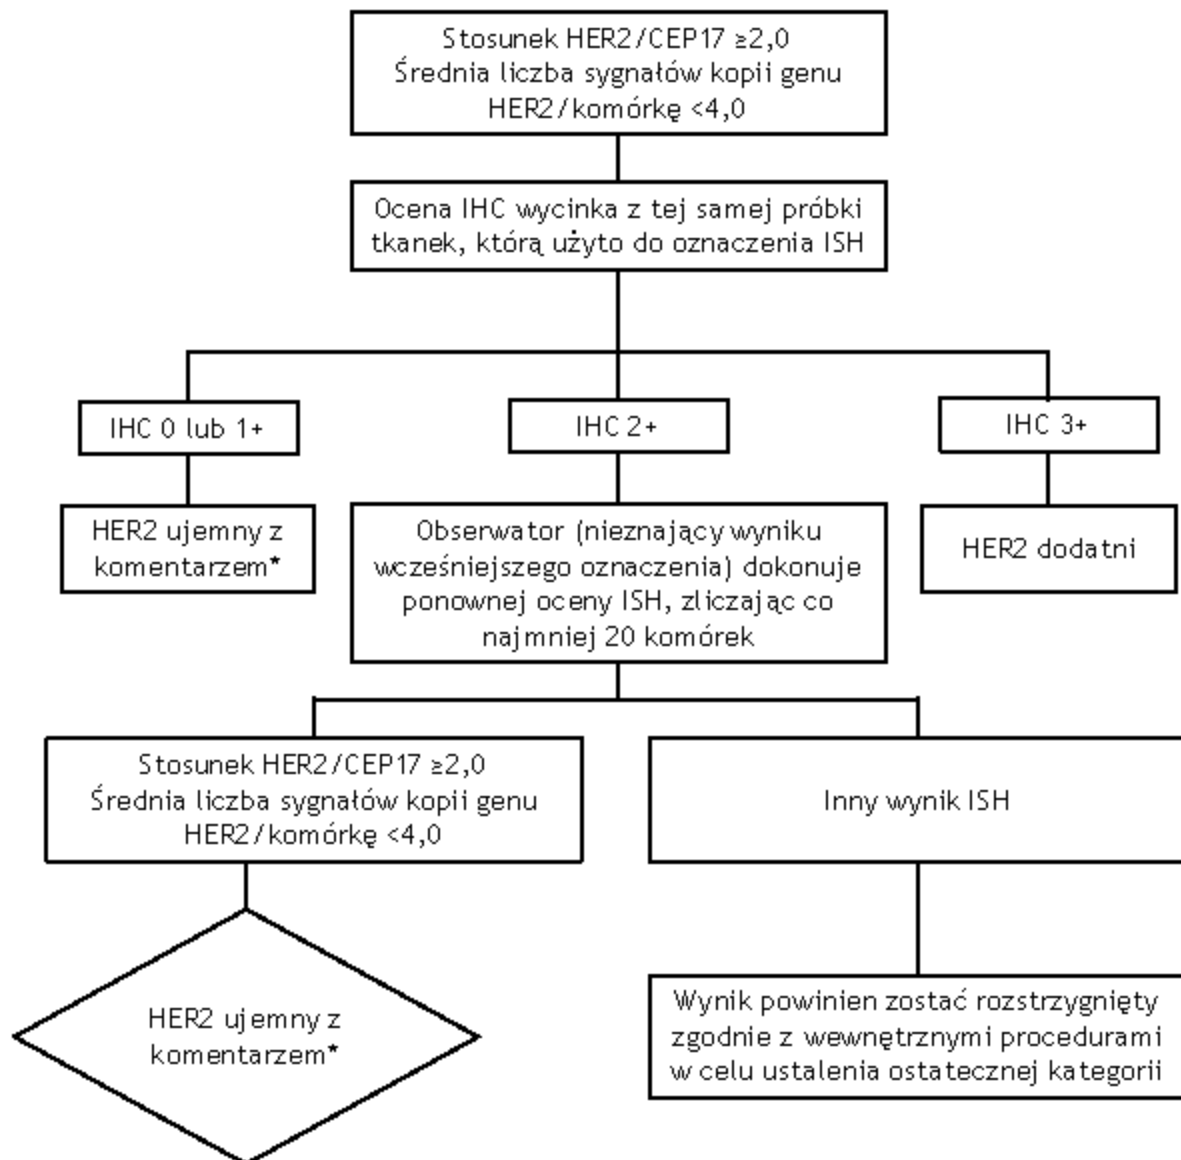 Stosunek HER2/CEP17 ≥2,0
Średnia liczba sygnałów kopii genu
HER2/komórkę <4,0
Ocena IHC wycinka z tej samej próbki
tkanek, którą użyto do oznaczenia ISH
IHC 0 lub 1+
IHC 2+
IHC 3+
HER2 ujemny z
komentarzem*
Obserwator (nieznający wyniku
wcześniejszego oznaczenia) dokonuje
ponownej oceny ISH, zliczając co
najmniej 20 komórek
HER2 dodatni
Stosunek HER2/CEP17 ≥2,0
Średnia liczba sygnałów kopii genu
HER2/komórkę <4,0
Inny wynik ISH
HER2 ujemny z
komentarzem*
Wynik powinien zostać rozstrzygnięty
zgodnie z wewnętrznymi procedurami
w celu ustalenia ostatecznej kategorii